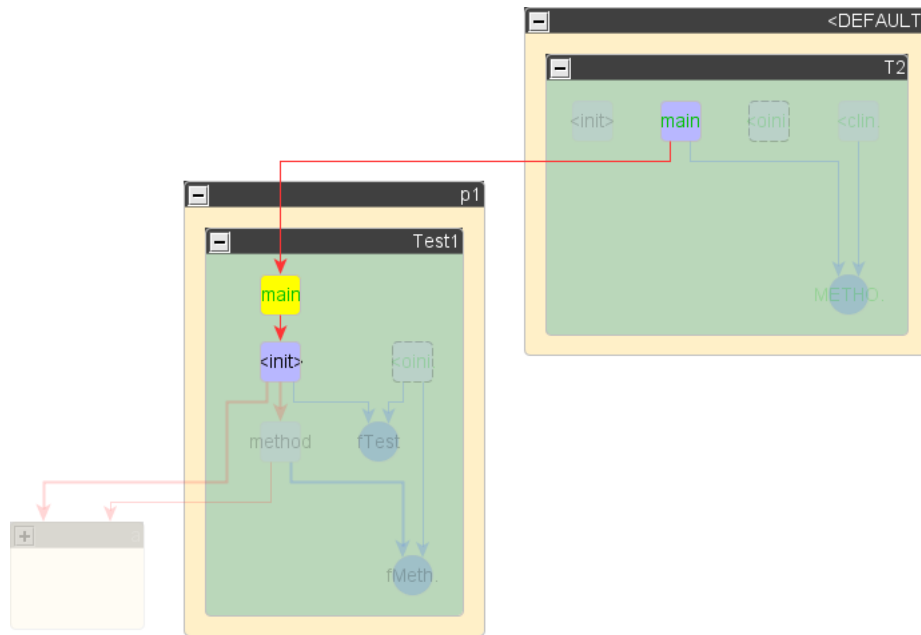 <DEFAULT
T2
<init>
main
<oini.
<clin.
METHO.
p1
Test1
main
<init>
<oini.
method
fTest
fMeth.